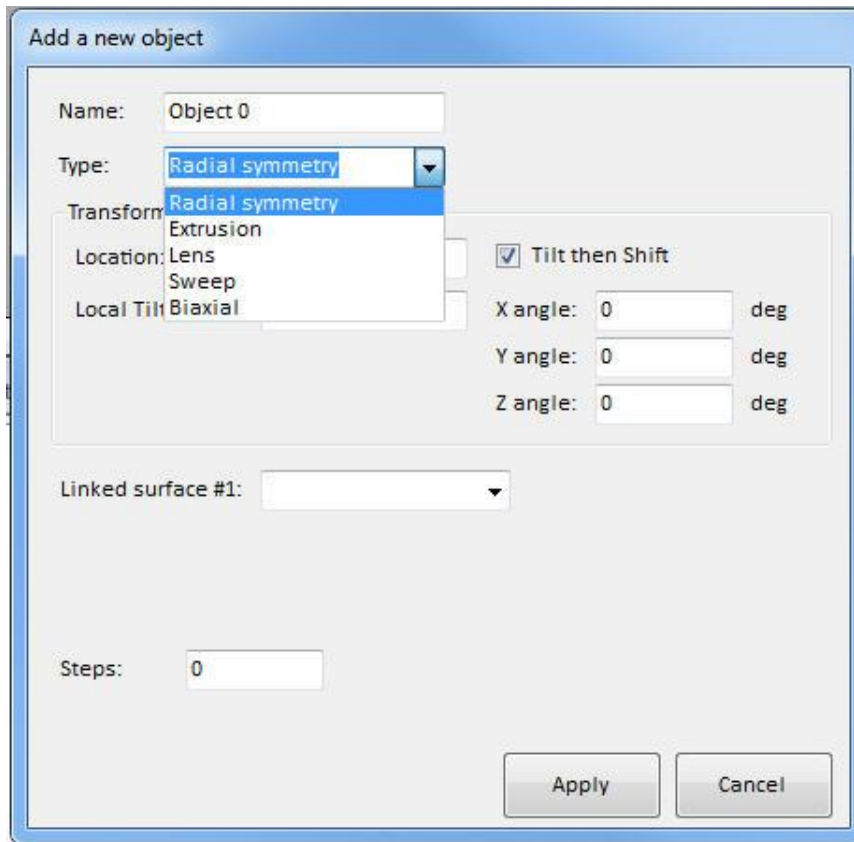 Add a new object
Name: Object 0
Type: Radial symmetry
Radial symmetry
Extrusion
Lens
Sweep
Biaxial
Transform
Location:
Tilt then Shift
Local Tilt
X angle: 0 deg
Y angle: 0 deg
Z angle: 0 deg
Linked surface #1:
Steps: 0
Apply Cancel